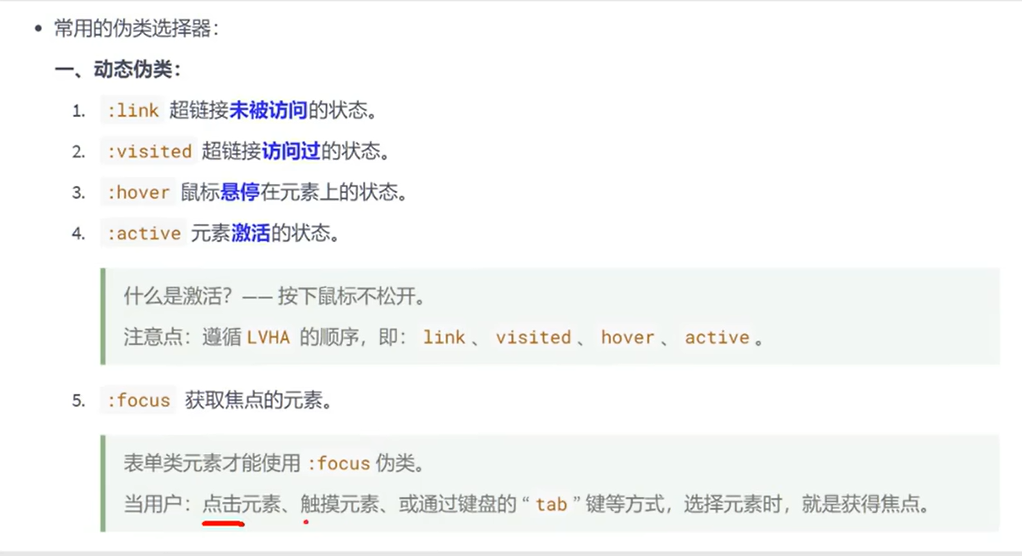 • 常用的伪类选择器：
一、动态伪类：
1. :link 超链接未被访问的状态。
2. :visited 超链接访问过的状态。
3. :hover 鼠标悬停在元素上的状态。
4. :active 元素激活的状态。
什么是激活？—— 按下鼠标不松开。
注意点：遵循 LVHA 的顺序，即：link 、 visited 、 hover 、 active 。
5. :focus 获取焦点的元素。
表单类元素才能使用 :focus 伪类。
当用户：点击元素、触摸元素、或通过键盘的 “ tab ” 键等方式，选择元素时，就是获得焦点。